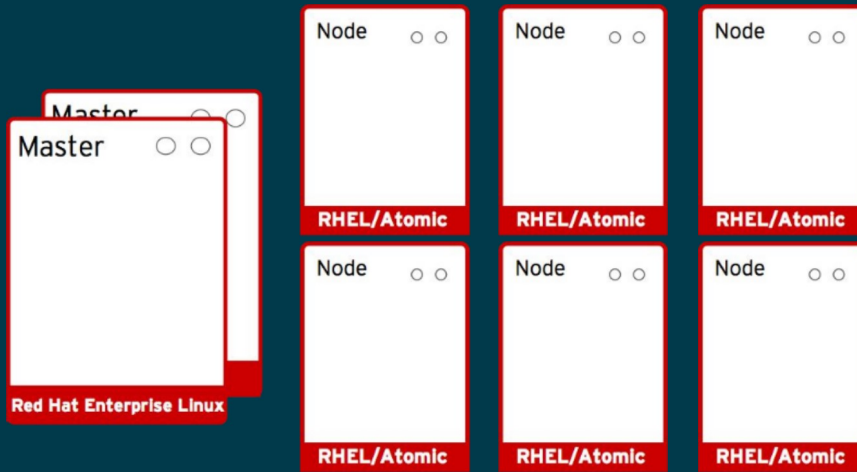 Node
Node
Node
Master
Master
RHEL/Atomic
RHEL/Atomic
RHEL/Atomic
Node
Node
Node
Red Hat Enterprise Linux
RHEL/Atomic
RHEL/Atomic
RHEL/Atomic